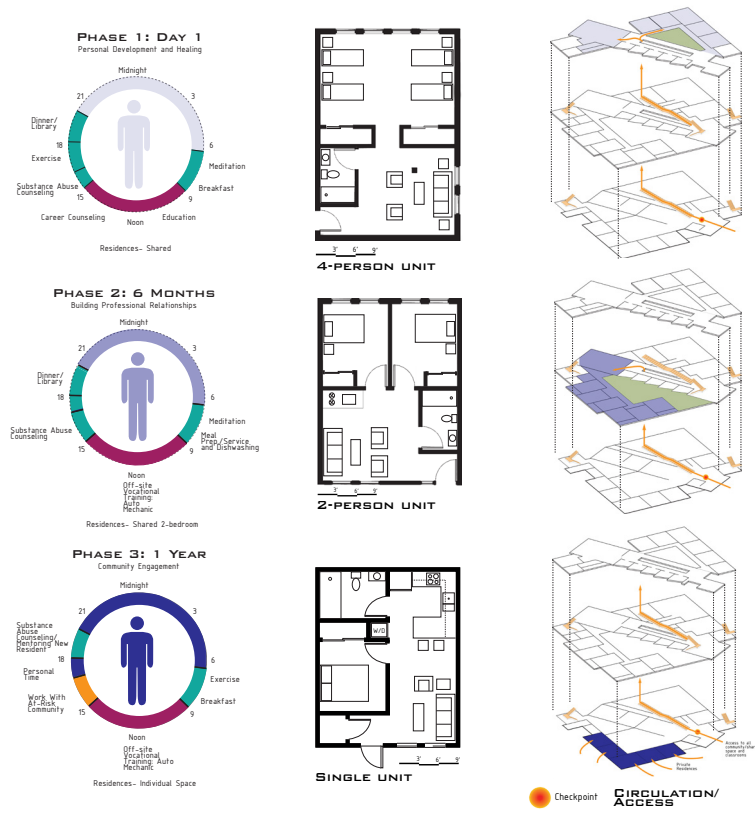 Phase 1: Day 1
Personal Development and Healing
Midnight
21
3
Dinner/
Library
18
6
Exercise
Meditation
Substance Abuse
Counseling
15
9
Breakfast
Career Counseling
Noon
Education
Residences- Shared
3'
6'
9'
4-person unit
Phase 2: 6 Months
Building Professional Relationships
Midnight
21
3
Dinner/
Library
18
6
Meditation
Substance Abuse
Counseling
15
9
Meal
Prep/Service
and Dishwashing
Noon
Off-site
Vocational
Training:
Auto
Mechanic
Residences- Shared 2-bedroom
3'
6'
9'
2-person unit
Phase 3: 1 Year
Community Engagement
Midnight
21
3
Substance
Abuse
Counseling/
Mentoring New
Resident
18
6
Personal
Time
Exercise
Work With
At-Risk
Community
15
9
Breakfast
Noon
Off-site
Vocational
Training: Auto
Mechanic
Residences- Individual Space
W/D
3'
6'
9'
Single unit
Access to all
space and
classrooms
Private
Residences
Checkpoint
Circulation/
Access